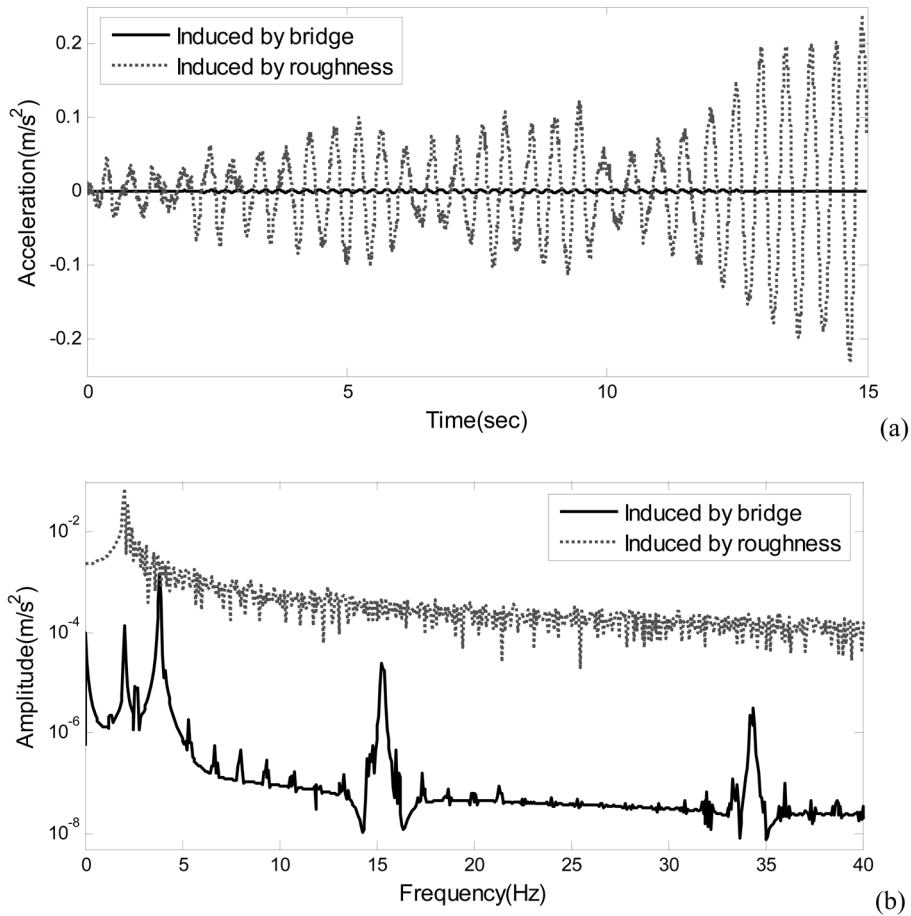 Induced by bridge
Induced by roughness
0.2
0.1
0
-0.1
-0.2
Acceleration(m/s²)
0 5 10 15
Time(sec)
(a)
Induced by bridge
Induced by roughness
10⁻²
10⁻⁴
10⁻⁶
10⁻⁸
Amplitude(m/s²)
0 5 10 15 20 25 30 35 40
Frequency(Hz)
(b)